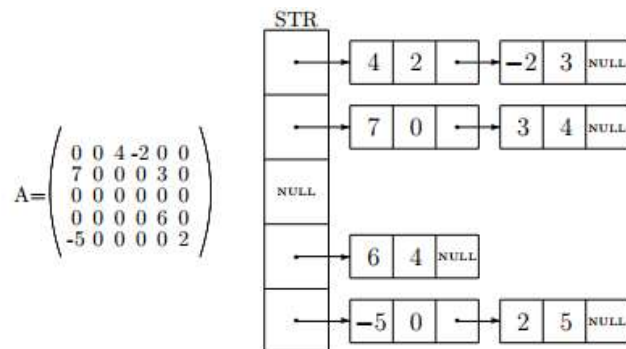 STR
4 2 -2 3 NULL
0 0 4 -2 0 0
7 0 3 4 NULL
7 0 0 0 3 0
A= 0 0 0 0 0 0
NULL
0 0 0 0 6 0
-5 0 0 0 0 2
6 4 NULL
-5 0 2 5 NULL